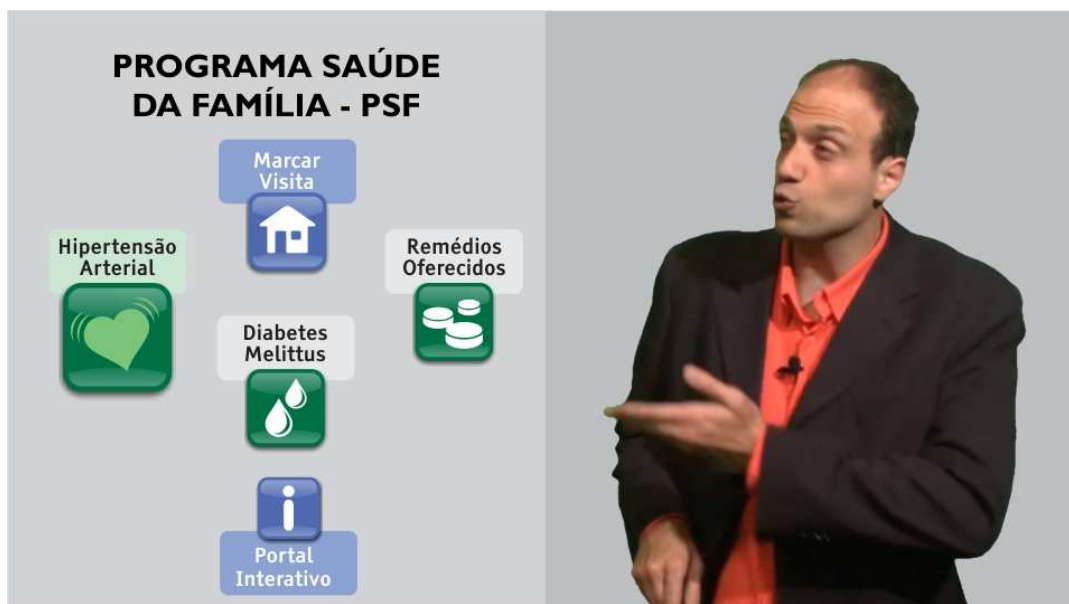 PROGRAMA SAÚDE
DA FAMÍLIA - PSF
Marcar
Visita
Hipertensão
Arterial
Remédios
Oferecidos
Diabetes
Melittus
Portal
Interativo